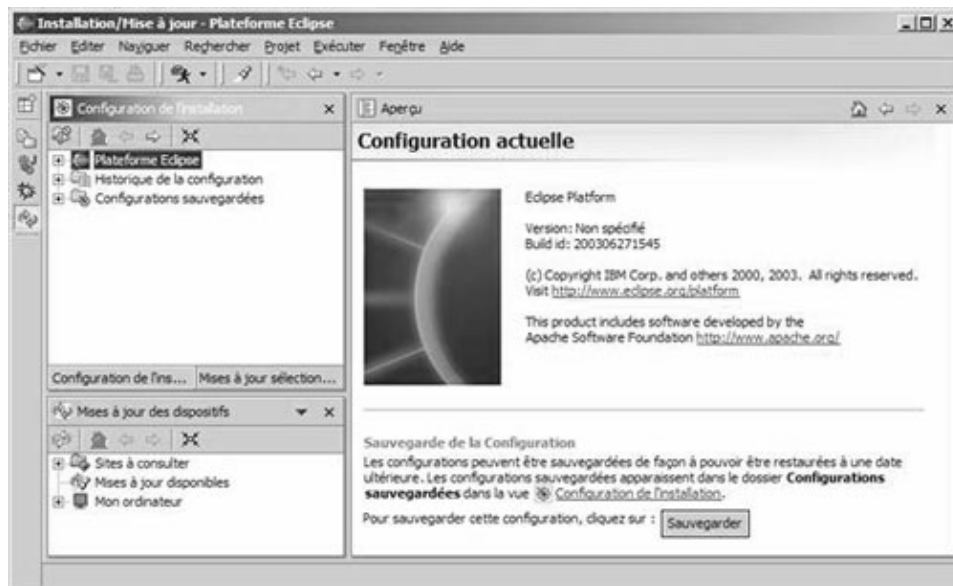 Installation/Mise à jour - Plateforme Eclipse
Fichier Editer Naviguer Rechercher Projet Exécuter Fenêtre Aide
Configuration de l'installation
Plateforme Eclipse
Historique de la configuration
Configurations sauvegardées
Configuration de l'ins... Mises à jour sélection...
Mises à jour des dispositifs
Sites à consulter
Mises à jour disponibles
Mon ordinateur
Aperçu
Configuration actuelle
Eclipse Platform
Version: Non spécifié
Build id: 200306271545
(c) Copyright IBM Corp. and others 2000, 2003. All rights reserved.
Visit http://www.eclipse.org/platform
This product includes software developed by the
Apache Software Foundation http://www.apache.org/
Sauvegarde de la Configuration
Les configurations peuvent être sauvegardées de façon à pouvoir être restaurées à une date
ultérieure. Les configurations sauvegardées apparaissent dans le dossier Configurations
sauvegardées dans la vue Configuration de l'installation.
Pour sauvegarder cette configuration, cliquez sur : Sauvegarder